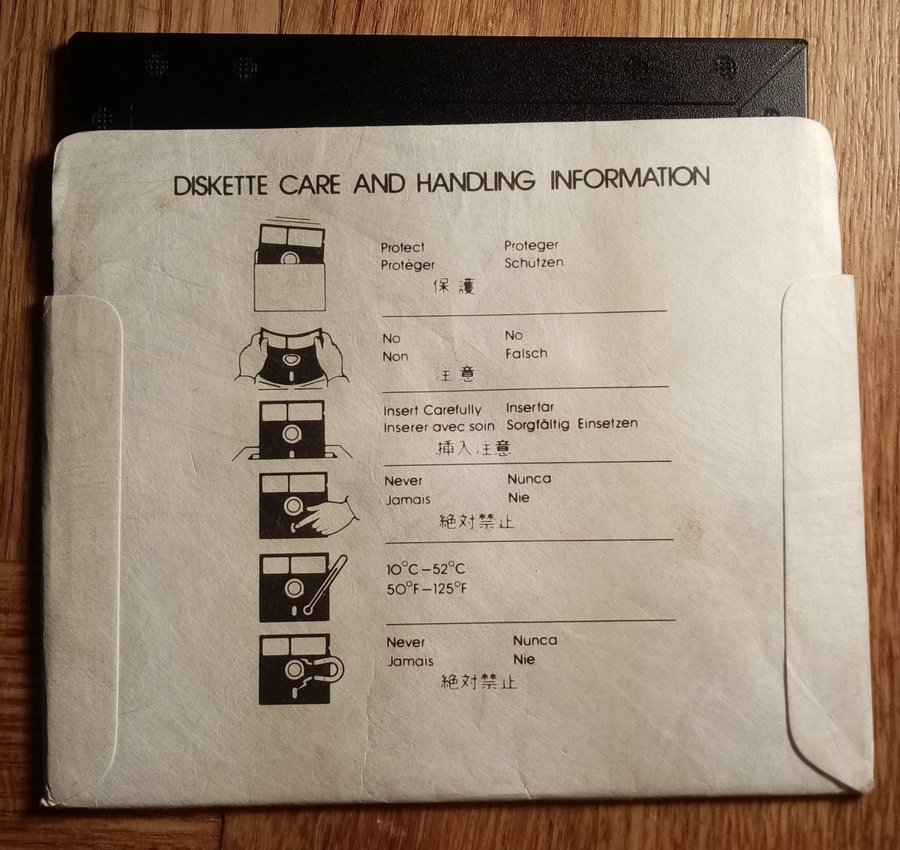 DISKETTE CARE AND HANDLING INFORMATION
Protect Proteger
Protéger Schützen
保護
No No
Non Falsch
注意
Insert Carefully Insertar
Inserer avec soin Sorgfältig Einsetzen
挿入注意
Never Nunca
Jamais Nie
絶対禁止
10°C–52°C
50°F–125°F
Never Nunca
Jamais Nie
絶対禁止